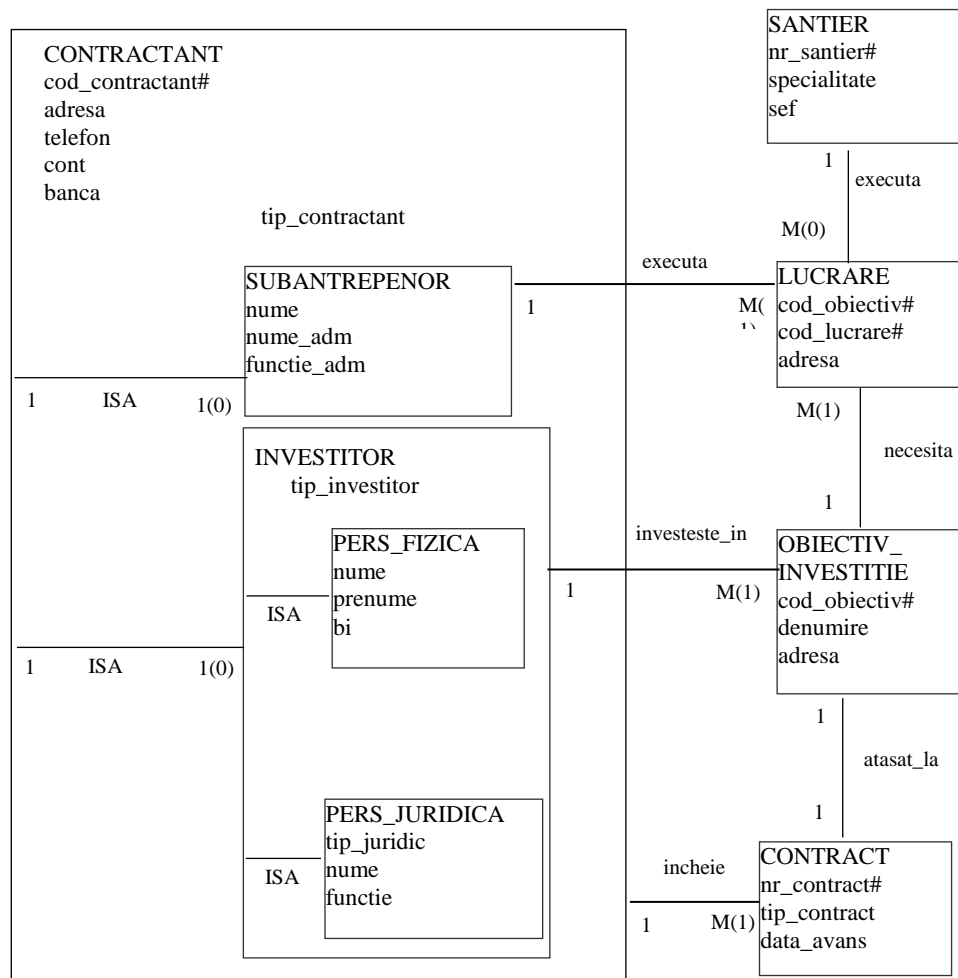 CONTRACTANT
cod_contractant#
adresa
telefon
cont
banca
tip_contractant
SUBANTREPENOR
nume
nume_adm
functie_adm
1 ISA 1(0)
INVESTITOR
tip_investitor
PERS_FIZICA
nume
prenume
bi
ISA
1 ISA 1(0)
PERS_JURIDICA
tip_juridic
nume
functie
ISA
SANTIER
nr_santier#
specialitate
sef
1
executa
M(0)
executa
1
M(
1)
LUCRARE
cod_obiectiv#
cod_lucrare#
adresa
M(1)
necesita
1
investeste_in
1 M(1)
OBIECTIV_
INVESTITIE
cod_obiectiv#
denumire
adresa
1
atasat_la
1
incheie
1 M(1)
CONTRACT
nr_contract#
tip_contract
data_avans